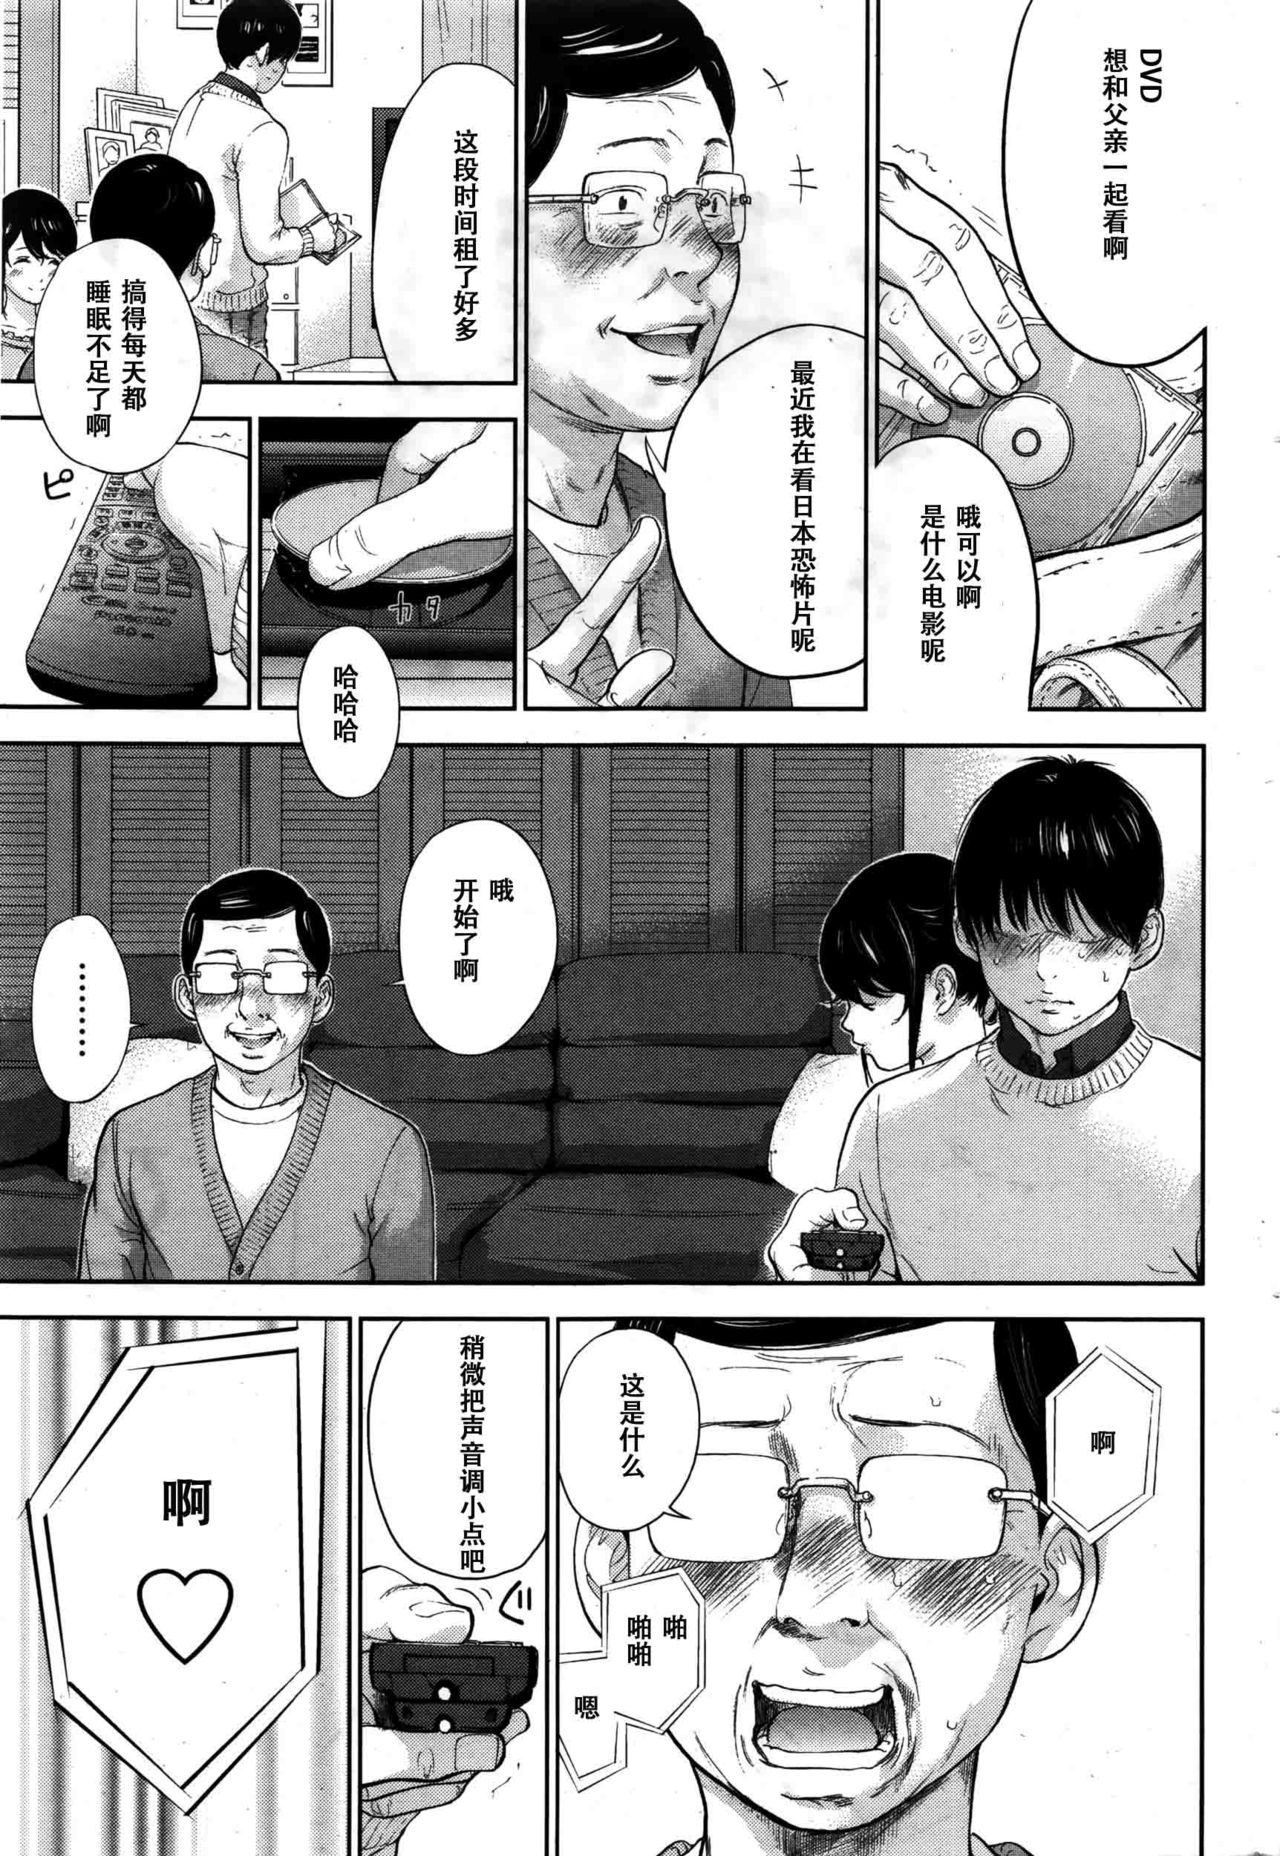 DVD
想和父亲一起看啊
哦可以啊
是什么电影呢
最近我在看日本恐怖片呢
这段时间租了好多
搞得每天都
睡眠不足了啊
カタ
ピ
哈哈哈
哦
开始了啊
………
啊
这是什么
啪
啪啪
嗯
稍微把声音调小点吧
啊
♡